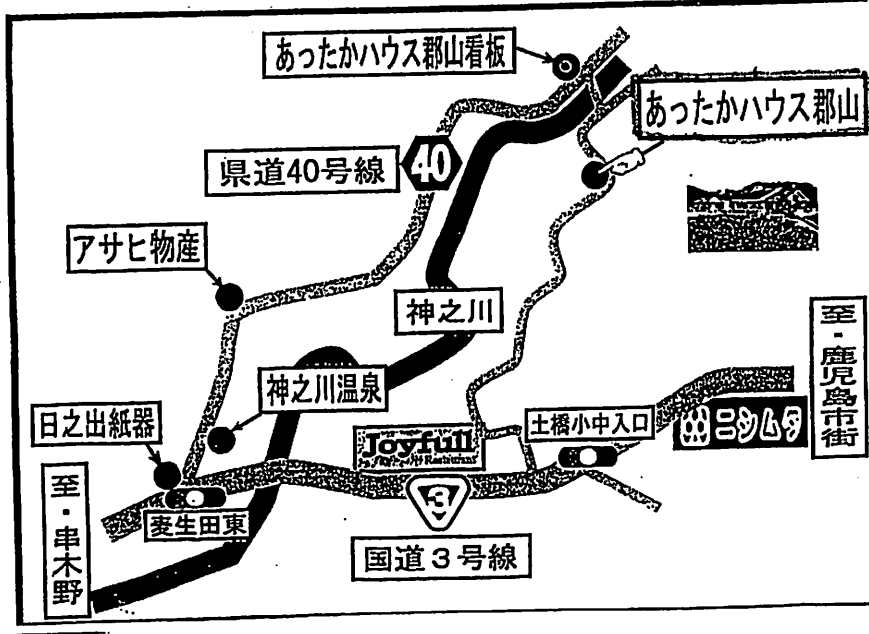 あったかハウス郡山看板
あったかハウス郡山
県道40号線
40
アサヒ物産
神之川
至・鹿児島市街
神之川温泉
日之出紙器
土橋小中入口
ニシムタ
Joyfull
Restaurant
3
至・串木野
麦生田東
国道3号線